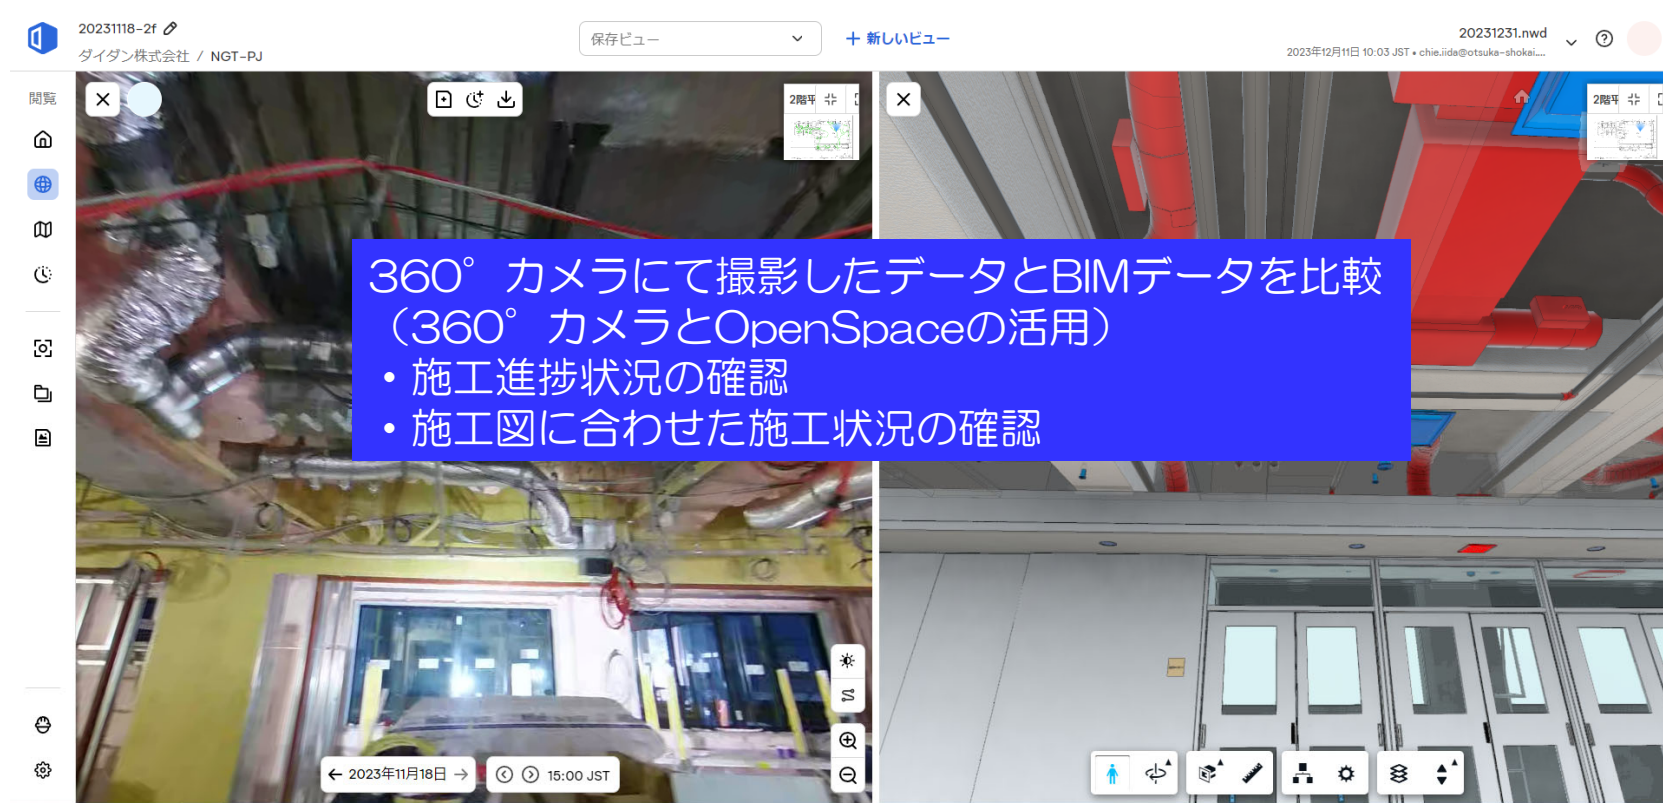 20231118-2f
ダイダン株式会社 / NGT-PJ
保存ビュー
+ 新しいビュー
20231231.nwd
2023年12月11日 10:03 JST • chie.iida@otsuka-shokai....
閲覧
2階平
2階平
360°カメラにて撮影したデータとBIMデータを比較
（360°カメラとOpenSpaceの活用）
・施工進捗状況の確認
・施工図に合わせた施工状況の確認
← 2023年11月18日 →
15:00 JST